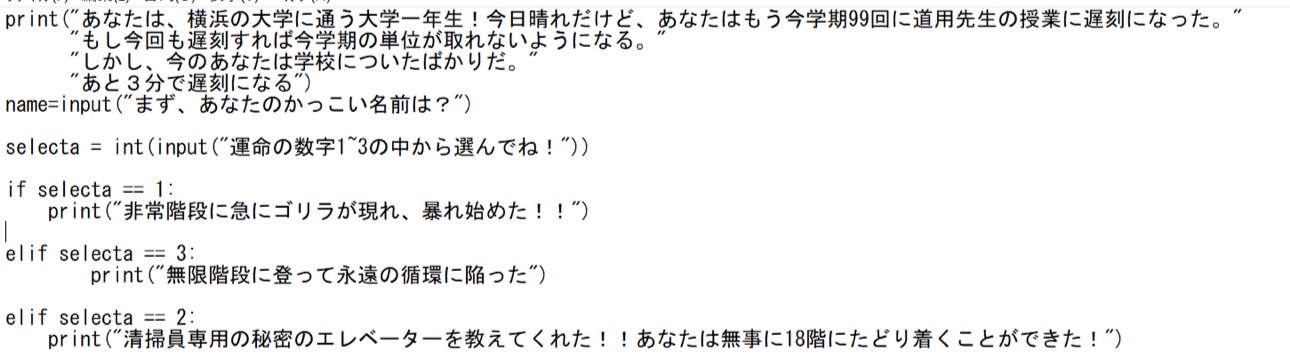 print("あなたは、横浜の大学に通う大学一年生！今日晴れだけど、あなたはもう今学期99回に道用先生の授業に遅刻になった。"
"もし今回も遅刻すれば今学期の単位が取れないようになる。"
"しかし、今のあなたは学校についたばかりだ。"
"あと３分で遅刻になる")
name=input("まず、あなたのかっこい名前は？")
selecta = int(input("運命の数字1~3の中から選んでね！"))
if selecta == 1:
print("非常階段に急にゴリラが現れ、暴れ始めた！！")
elif selecta == 3:
print("無限階段に登って永遠の循環に陥った")
elif selecta == 2:
print("清掃員専用の秘密のエレベーターを教えてくれた！！あなたは無事に18階にたどり着くことができた！")